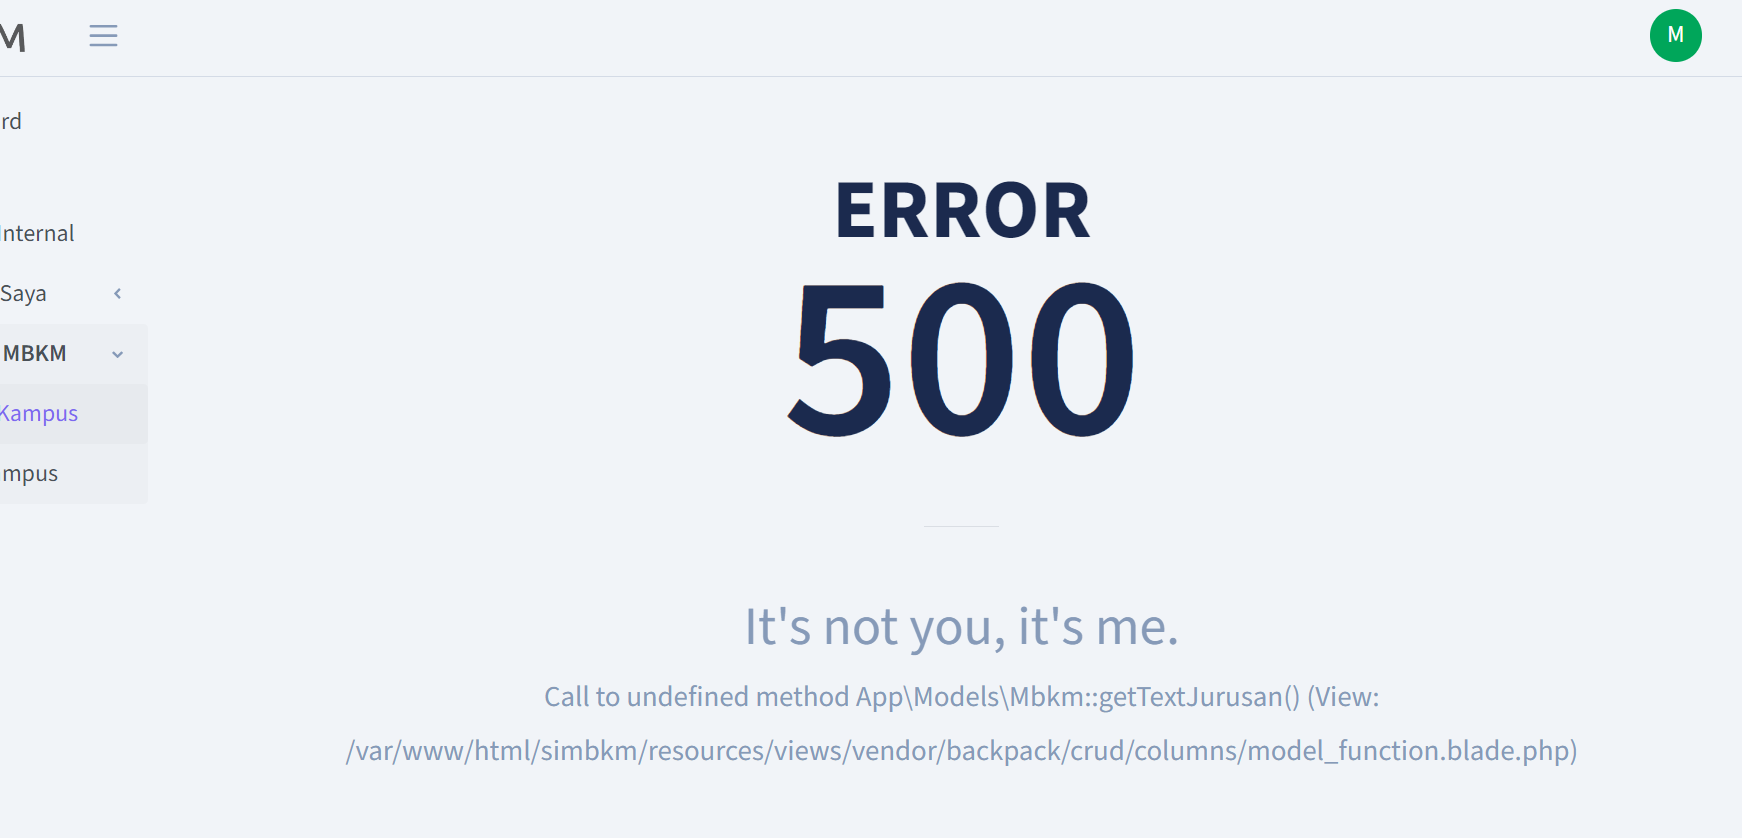 M
M
rd
Internal
Saya
MBKM
Kampus
mpus
ERROR
500
It's not you, it's me.
Call to undefined method App\Models\Mbkm::getTextJurusan() (View:
/var/www/html/simbkm/resources/views/vendor/backpack/crud/columns/model_function.blade.php)